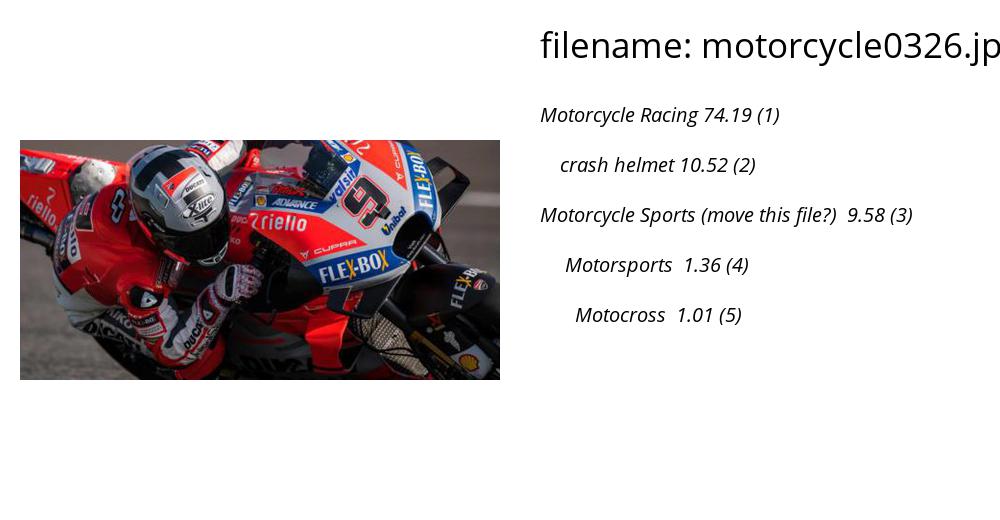 filename: motorcycle0326.jp
Motorcycle Racing 74.19 (1)
crash helmet 10.52 (2)
Motorcycle Sports (move this file?) 9.58 (3)
Motorsports 1.36 (4)
Motocross 1.01 (5)
riello
DUCATI
X-lite
ADVANCE
9
CUPRA
FLEX-BOX
Unibat
riello
CUPRA
FLEX-BOX
FLEX
DUCATI